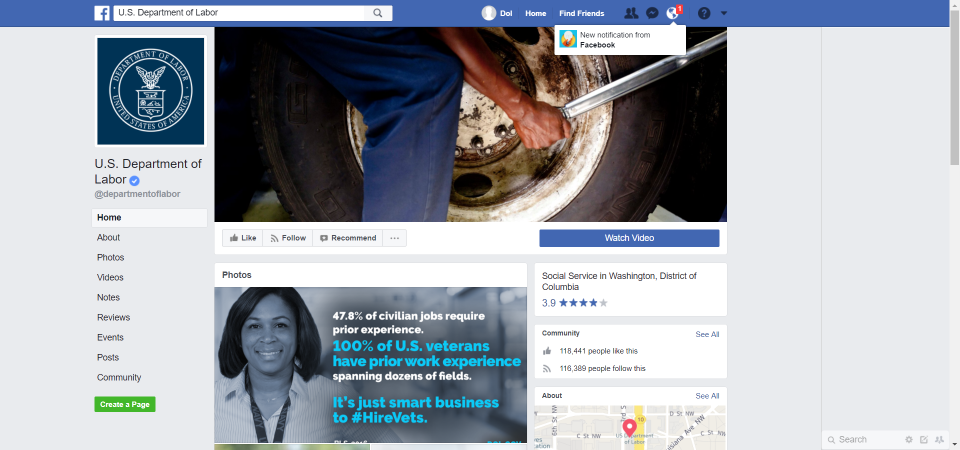 U.S. Department of Labor
Dol
Home
Find Friends
1
New notification from
Facebook
DEPARTMENT OF LABOR
UNITED STATES OF AMERICA
U.S. Department of
Labor
@departmentoflabor
Home
About
Photos
Videos
Notes
Reviews
Events
Posts
Community
Create a Page
Like
Follow
Recommend
Watch Video
Photos
47.8% of civilian jobs require
prior experience.
100% of U.S. veterans
have prior work experience
spanning dozens of fields.
It's just smart business
to #HireVets.
Social Service in Washington, District of
Columbia
3.9
Community
See All
118,441 people like this
116,389 people follow this
About
See All
D St NW
C St NW
C St NW
6th St NW
US Department
of Labor
Search